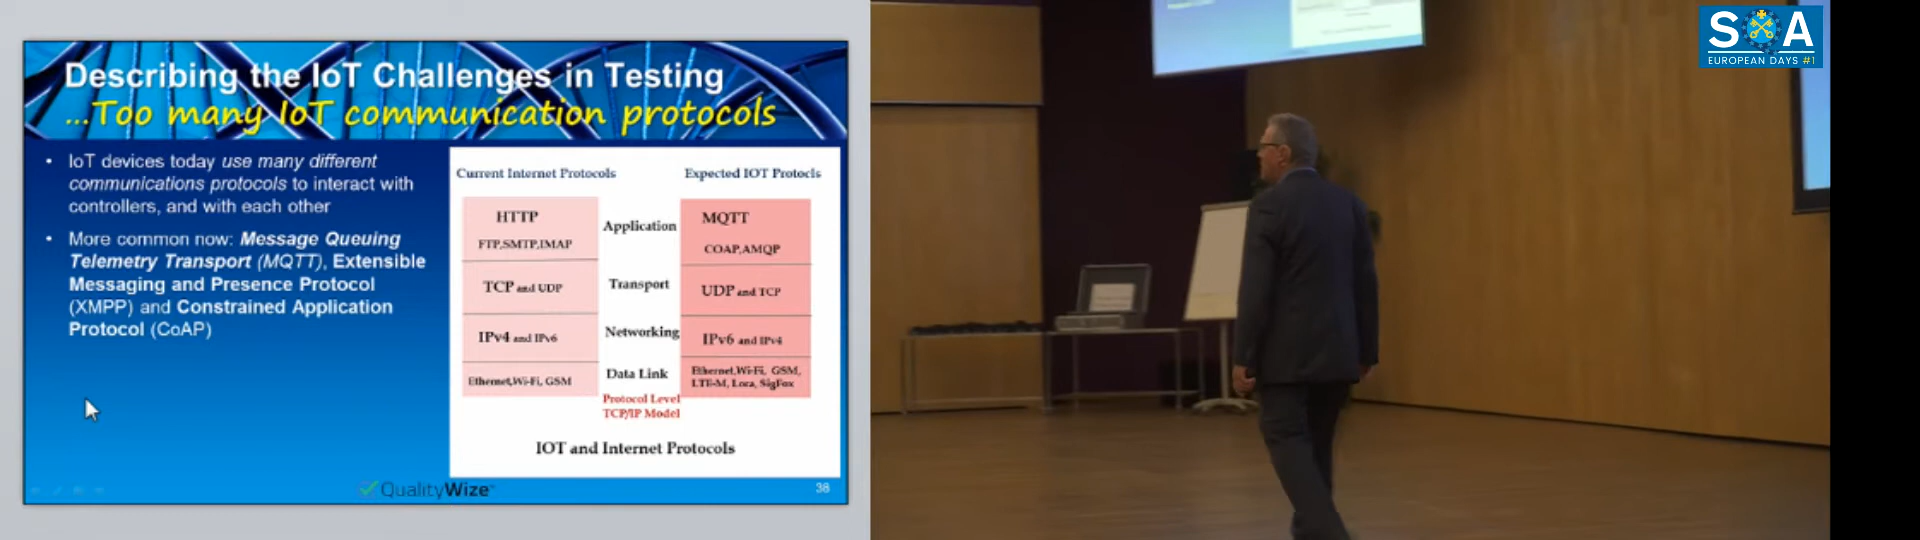 Describing the IoT Challenges in Testing
...Too many IoT communication protocols
• IoT devices today use many different
communications protocols to interact with
controllers, and with each other
• More common now: Message Queuing
Telemetry Transport (MQTT), Extensible
Messaging and Presence Protocol
(XMPP) and Constrained Application
Protocol (CoAP)
Current Internet Protocols
Expected IOT Protocls
HTTP
FTP,SMTP,IMAP
Application
MQTT
COAP,AMQP
TCP and UDP
Transport
UDP and TCP
IPv4 and IPv6
Networking
IPv6 and IPv4
Ethernet,Wi-Fi, GSM
Data Link
Ethernet,Wi-Fi, GSM,
LTE-M, Lora, SigFox
Protocol Level
TCP/IP Model
IOT and Internet Protocols
QualityWize
38
SQA
EUROPEAN DAYS #1